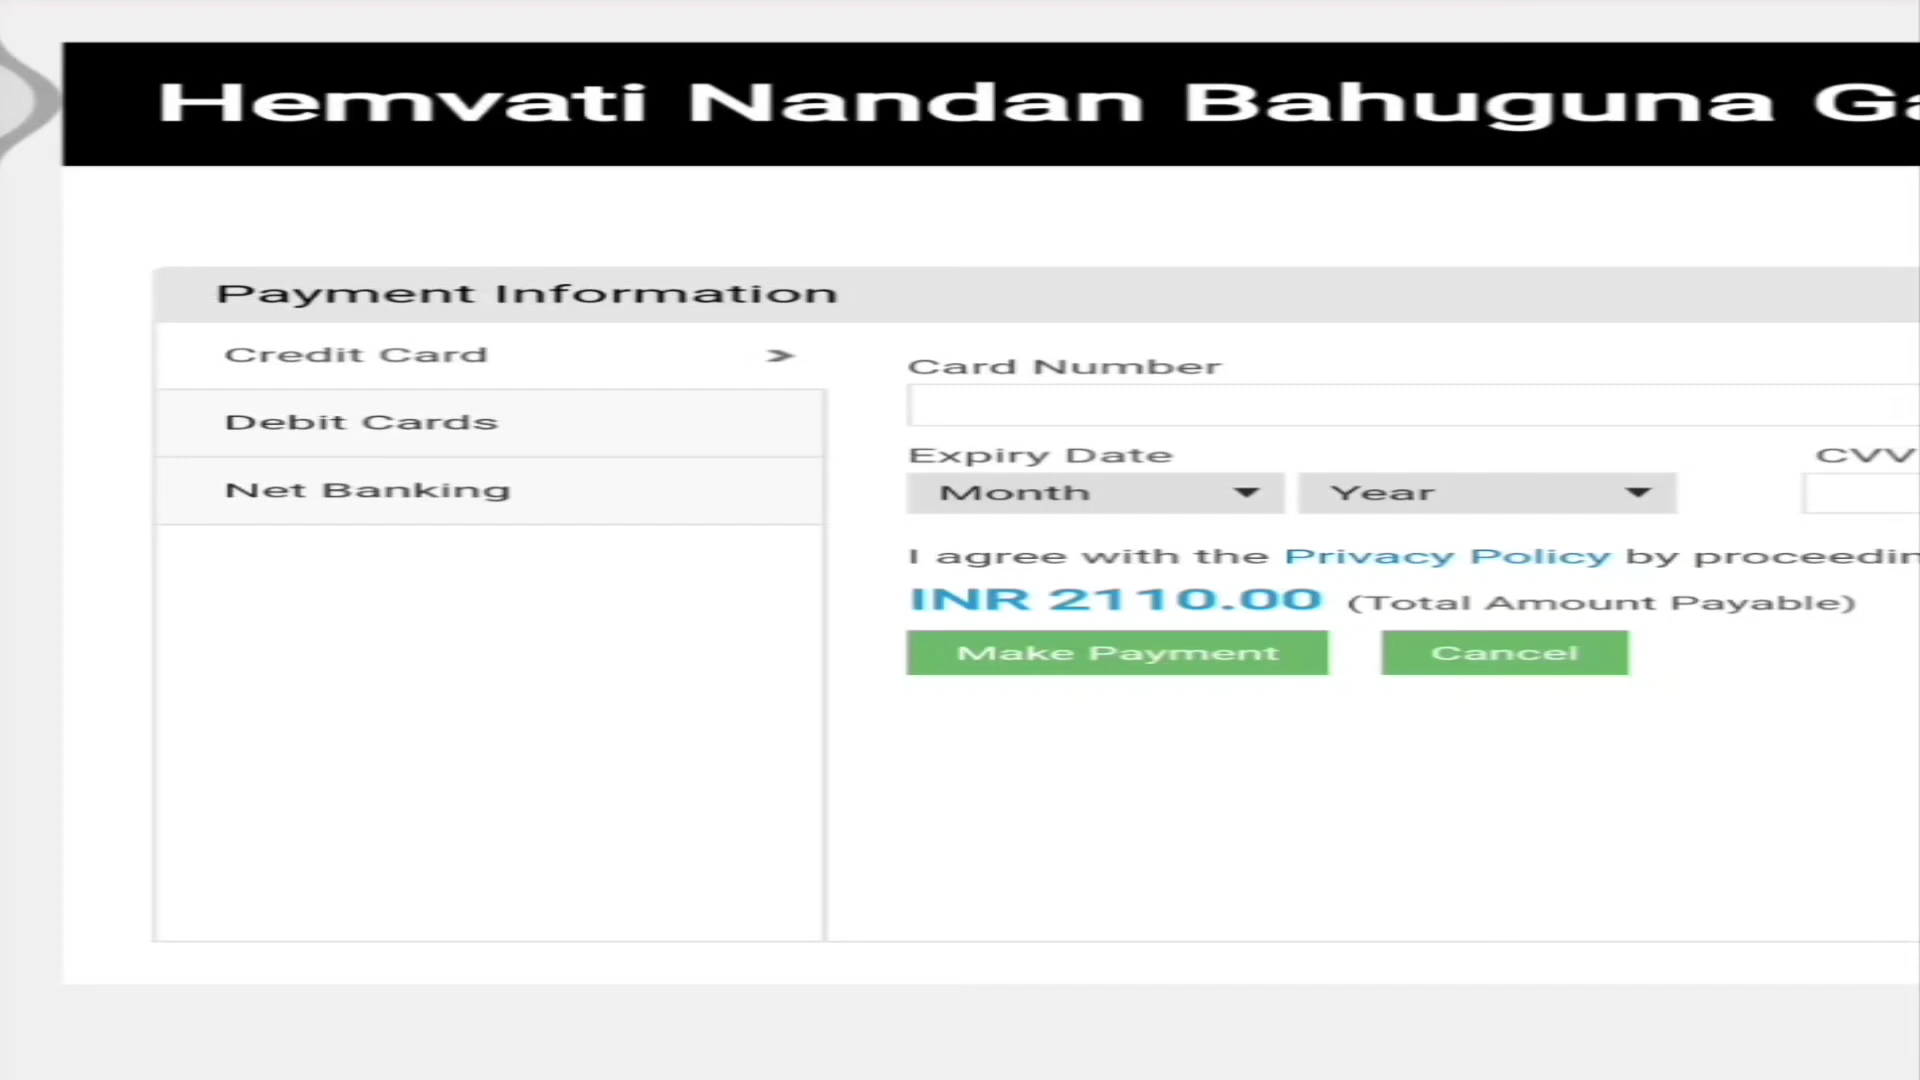 Hemvati Nandan Bahuguna Ga
Payment Information
Credit Card
Debit Cards
Net Banking
Card Number
Expiry Date
CVV
Month
Year
I agree with the Privacy Policy by proceedin
INR 2110.00 (Total Amount Payable)
Make Payment
Cancel